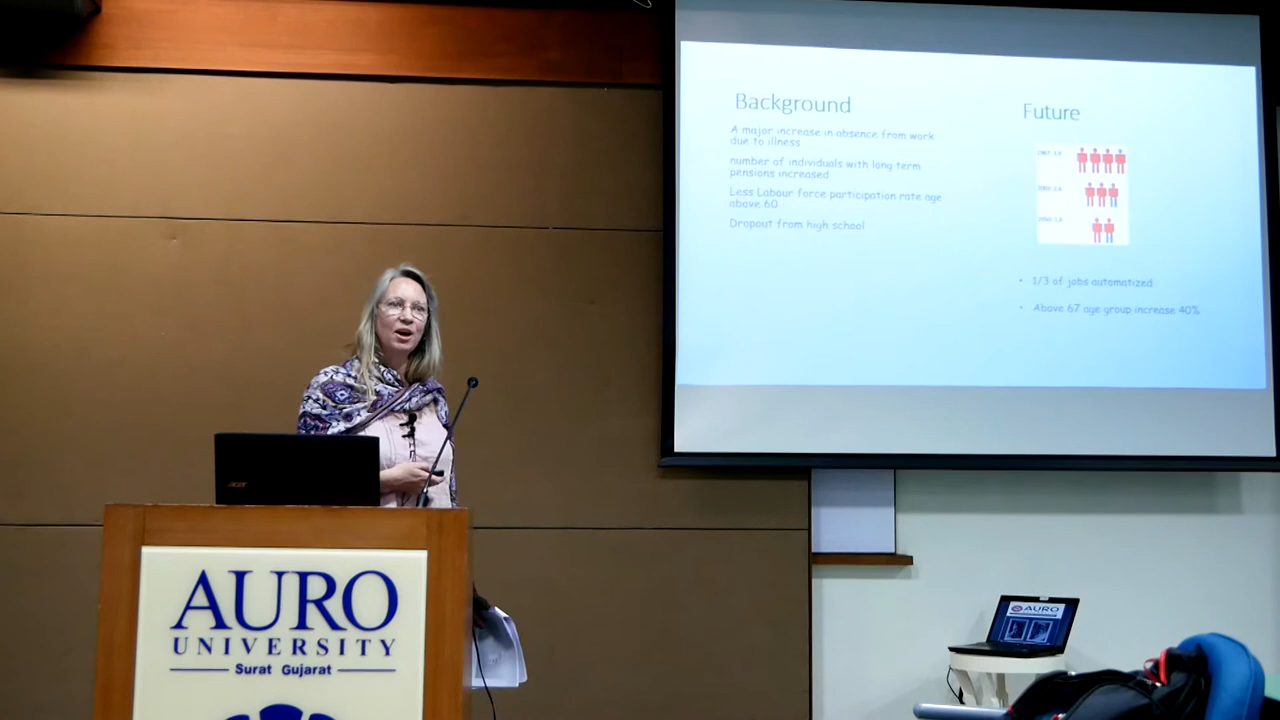 Background
A major increase in absence from work
due to illness
number of individuals with long term
pensions increased
Less Labour force participation rate age
above 60
Dropout from high school
Future
• 1/3 of jobs automatized
• Above 67 age group increase 40%
acer
AURO
UNIVERSITY
Surat Gujarat
AURO